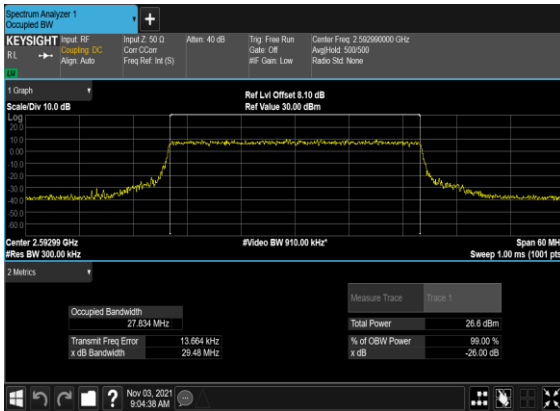 Spectrum Analyzer 1
Occupied BW
KEYSIGHT
RL
Input: RF
Coupling: DC
Align: Auto
Input Z: 50 Ω
Corr CCorr
Freq Ref: Int (S)
Atten: 40 dB
Trig: Free Run
Gate: Off
#IF Gain: Low
Center Freq: 2.592990000 GHz
Avg|Hold: 500/500
Radio Std: None
1 Graph
Scale/Div 10.0 dB
Ref Lvl Offset 8.10 dB
Ref Value 30.00 dBm
Log
20.0
10.0
0.00
-10.0
-20.0
-30.0
-40.0
-50.0
-60.0
Center 2.59299 GHz
#Res BW 300.00 kHz
#Video BW 910.00 kHz*
Span 60 MH
Sweep 1.00 ms (1001 pts
2 Metrics
Measure Trace
Trace 1
Occupied Bandwidth
27.834 MHz
Total Power
26.6 dBm
Transmit Freq Error
13.664 kHz
% of OBW Power
99.00 %
x dB Bandwidth
29.48 MHz
x dB
-26.00 dB
Nov 03, 2021
9:04:38 AM